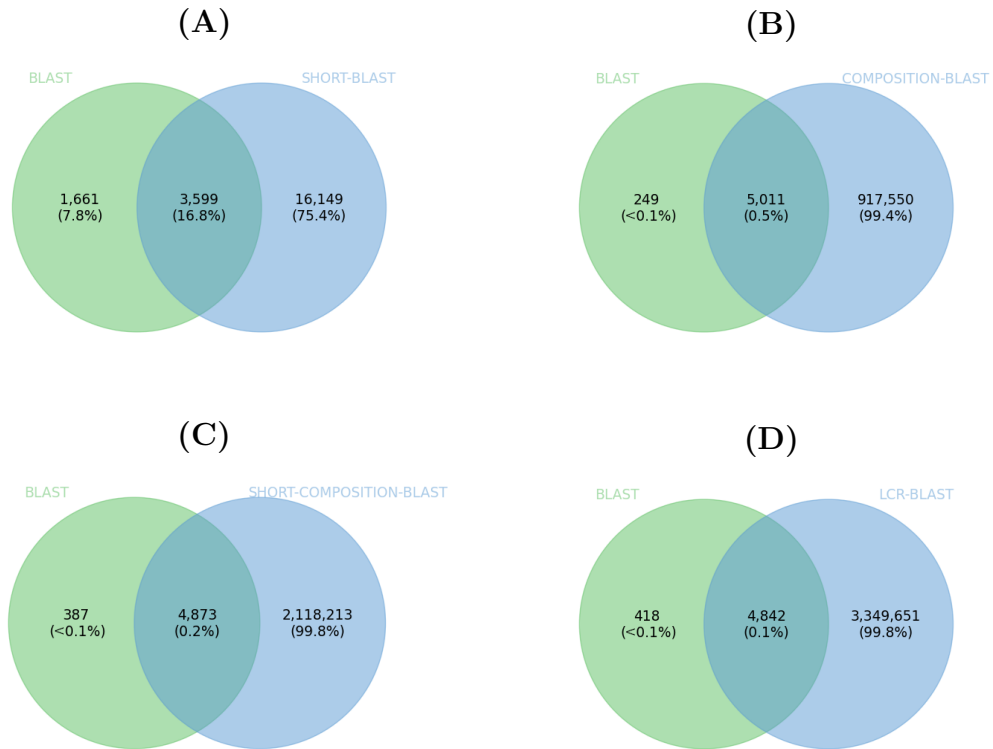 (A)
BLAST
SHORT-BLAST
1,661
(7.8%)
3,599
(16.8%)
16,149
(75.4%)
(B)
BLAST
COMPOSITION-BLAST
249
(<0.1%)
5,011
(0.5%)
917,550
(99.4%)
(C)
BLAST
SHORT-COMPOSITION-BLAST
387
(<0.1%)
4,873
(0.2%)
2,118,213
(99.8%)
(D)
BLAST
LCR-BLAST
418
(<0.1%)
4,842
(0.1%)
3,349,651
(99.8%)